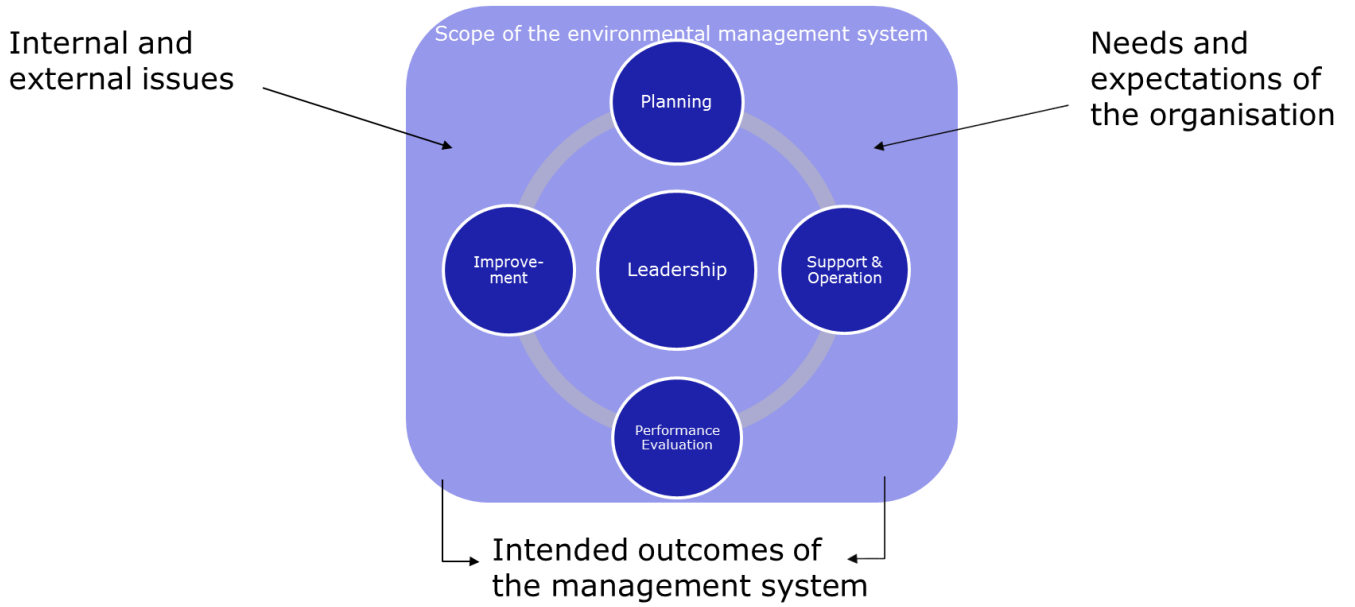 Internal and
external issues
Scope of the environmental management system
Needs and
expectations of
the organisation
Planning
Improve-
ment
Leadership
Support &
Operation
Performance
Evaluation
Intended outcomes of
the management system